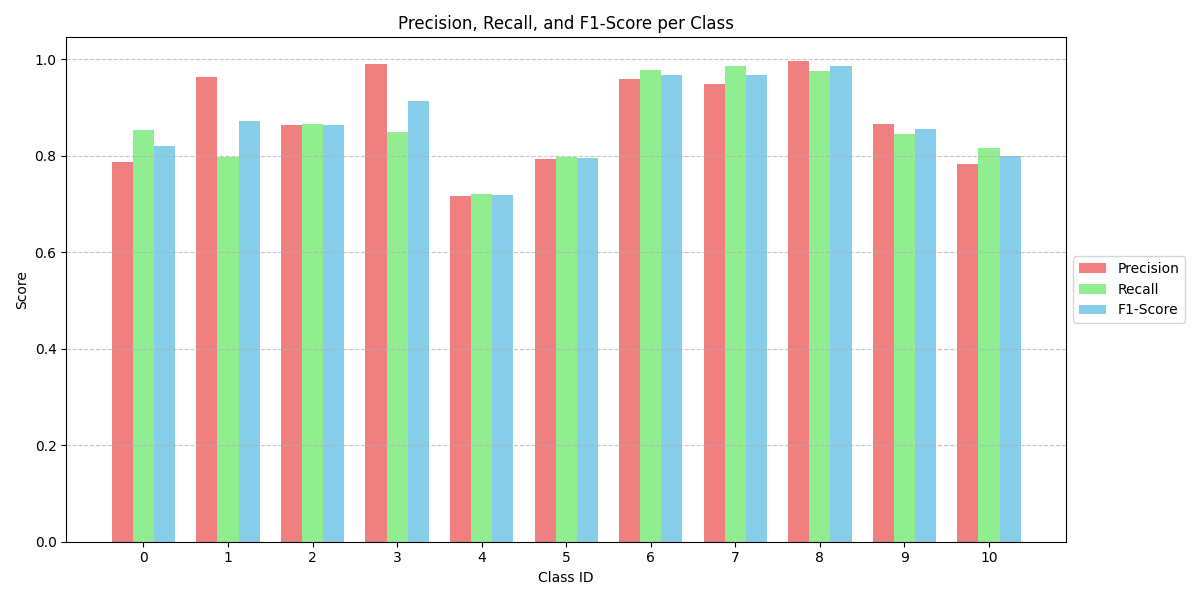 Precision, Recall, and F1-Score per Class
1.0
0.8
0.6
0.4
0.2
0.0
Score
0 1 2 3 4 5 6 7 8 9 10
Class ID
Precision
Recall
F1-Score